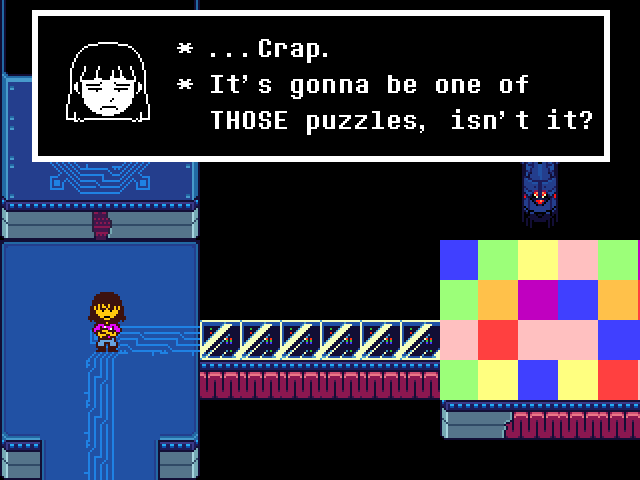 * ...Crap.
* It's gonna be one of
THOSE puzzles, isn't it?